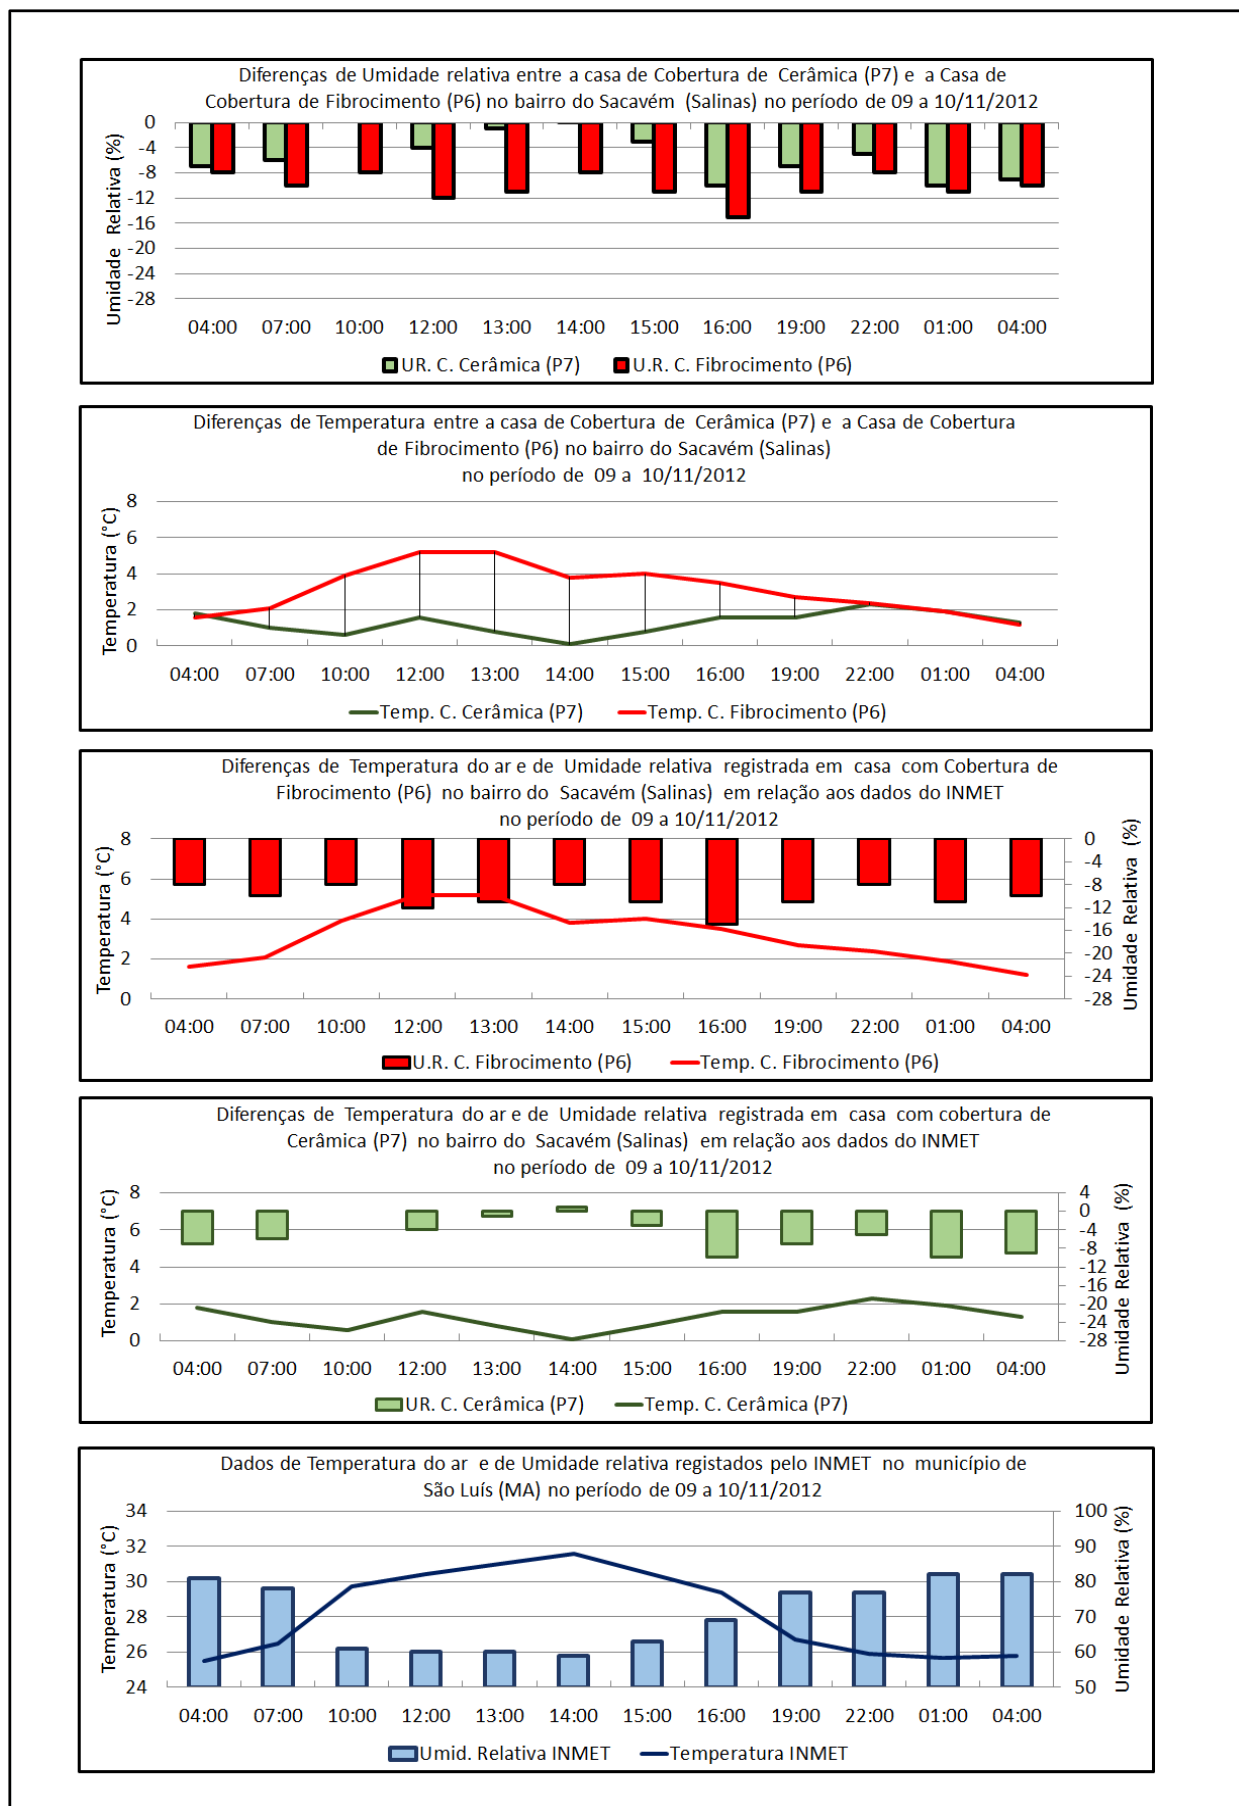 Diferenças de Umidade relativa entre a casa de Cobertura de Cerâmica (P7) e a Casa de
Cobertura de Fibrocimento (P6) no bairro do Sacavém (Salinas) no período de 09 a 10/11/2012
Umidade Relativa (%)
0
-4
-8
-12
-16
-20
-24
-28
04:00 07:00 10:00 12:00 13:00 14:00 15:00 16:00 19:00 22:00 01:00 04:00
UR. C. Cerâmica (P7) U.R. C. Fibrocimento (P6)
Diferenças de Temperatura entre a casa de Cobertura de Cerâmica (P7) e a Casa de Cobertura
de Fibrocimento (P6) no bairro do Sacavém (Salinas)
no período de 09 a 10/11/2012
Temperatura (°C)
8
6
4
2
0
04:00 07:00 10:00 12:00 13:00 14:00 15:00 16:00 19:00 22:00 01:00 04:00
Temp. C. Cerâmica (P7) Temp. C. Fibrocimento (P6)
Diferenças de Temperatura do ar e de Umidade relativa registrada em casa com Cobertura de
Fibrocimento (P6) no bairro do Sacavém (Salinas) em relação aos dados do INMET
no período de 09 a 10/11/2012
Temperatura (°C)
8
6
4
2
0
0
-4
-8
-12
-16
-20
-24
-28
Umidade Relativa (%)
04:00 07:00 10:00 12:00 13:00 14:00 15:00 16:00 19:00 22:00 01:00 04:00
U.R. C. Fibrocimento (P6) Temp. C. Fibrocimento (P6)
Diferenças de Temperatura do ar e de Umidade relativa registrada em casa com cobertura de
Cerâmica (P7) no bairro do Sacavém (Salinas) em relação aos dados do INMET
no período de 09 a 10/11/2012
Temperatura (°C)
8
6
4
2
0
4
0
-4
-8
-12
-16
-20
-24
-28
Umidade Relativa (%)
04:00 07:00 10:00 12:00 13:00 14:00 15:00 16:00 19:00 22:00 01:00 04:00
UR. C. Cerâmica (P7) Temp. C. Cerâmica (P7)
Dados de Temperatura do ar e de Umidade relativa registados pelo INMET no município de
São Luís (MA) no período de 09 a 10/11/2012
Temperatura (°C)
34
32
30
28
26
24
100
90
80
70
60
50
Umidade Relativa (%)
04:00 07:00 10:00 12:00 13:00 14:00 15:00 16:00 19:00 22:00 01:00 04:00
Umid. Relativa INMET Temperatura INMET